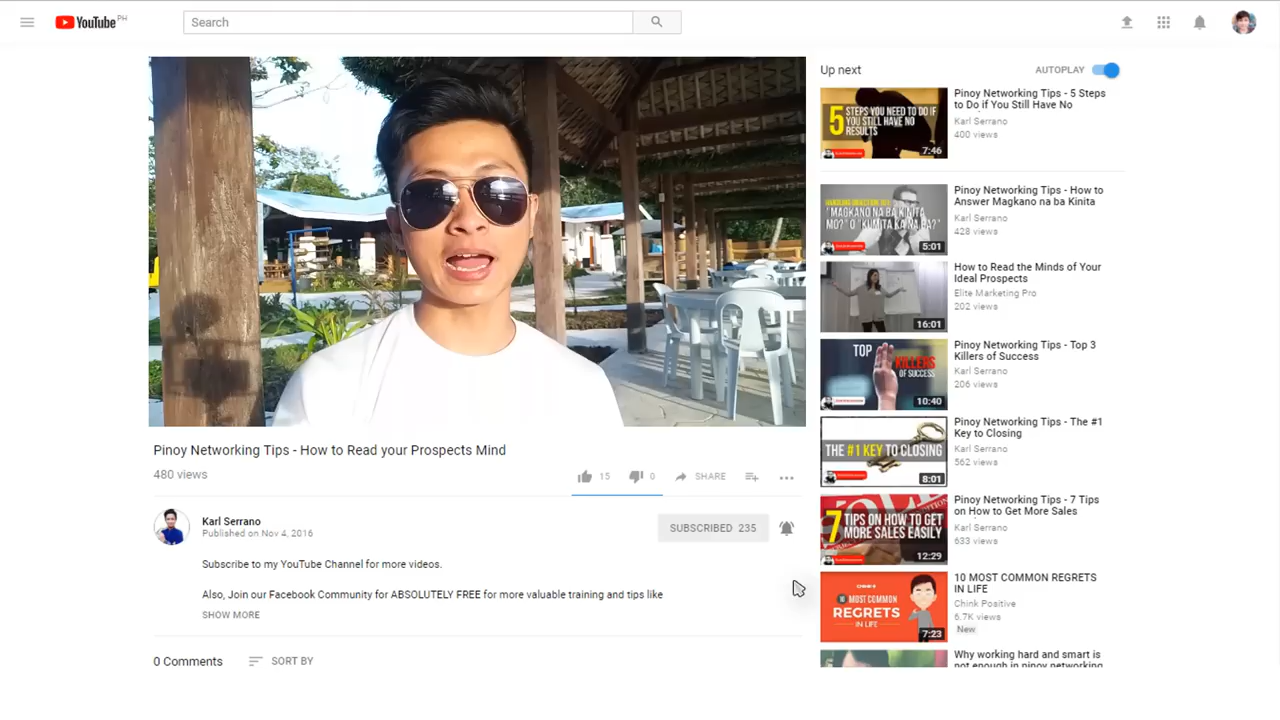 YouTube PH
Search
Up next
AUTOPLAY
5 STEPS YOU NEED TO DO IF
YOU STILL HAVE NO
RESULTS
7:46
Pinoy Networking Tips - 5 Steps
to Do if You Still Have No
Karl Serrano
400 views
HANDLING OBJECTION 101
"MAGKANO NA BA KINITA
MO?" O "KUMITA KA NA BA?"
5:01
Pinoy Networking Tips - How to
Answer Magkano na ba Kinita
Karl Serrano
428 views
16:01
How to Read the Minds of Your
Ideal Prospects
Elite Marketing Pro
202 views
TOP
KILLERS
OF SUCCESS
10:40
Pinoy Networking Tips - Top 3
Killers of Success
Karl Serrano
206 views
THE #1 KEY TO CLOSING
8:01
Pinoy Networking Tips - The #1
Key to Closing
Karl Serrano
562 views
7 TIPS ON HOW TO GET
MORE SALES EASILY
12:29
Pinoy Networking Tips - 7 Tips
on How to Get More Sales
Karl Serrano
633 views
CHINK+
10 MOST COMMON
REGRETS
IN LIFE
7:23
10 MOST COMMON REGRETS
IN LIFE
Chink Positive
6.7K views
New
Why working hard and smart is
not enough in pinoy networking
Pinoy Networking Tips - How to Read your Prospects Mind
480 views
15
0
SHARE
Karl Serrano
Published on Nov 4, 2016
SUBSCRIBED 235
Subscribe to my YouTube Channel for more videos.
Also, Join our Facebook Community for ABSOLUTELY FREE for more valuable training and tips like
SHOW MORE
0 Comments
SORT BY